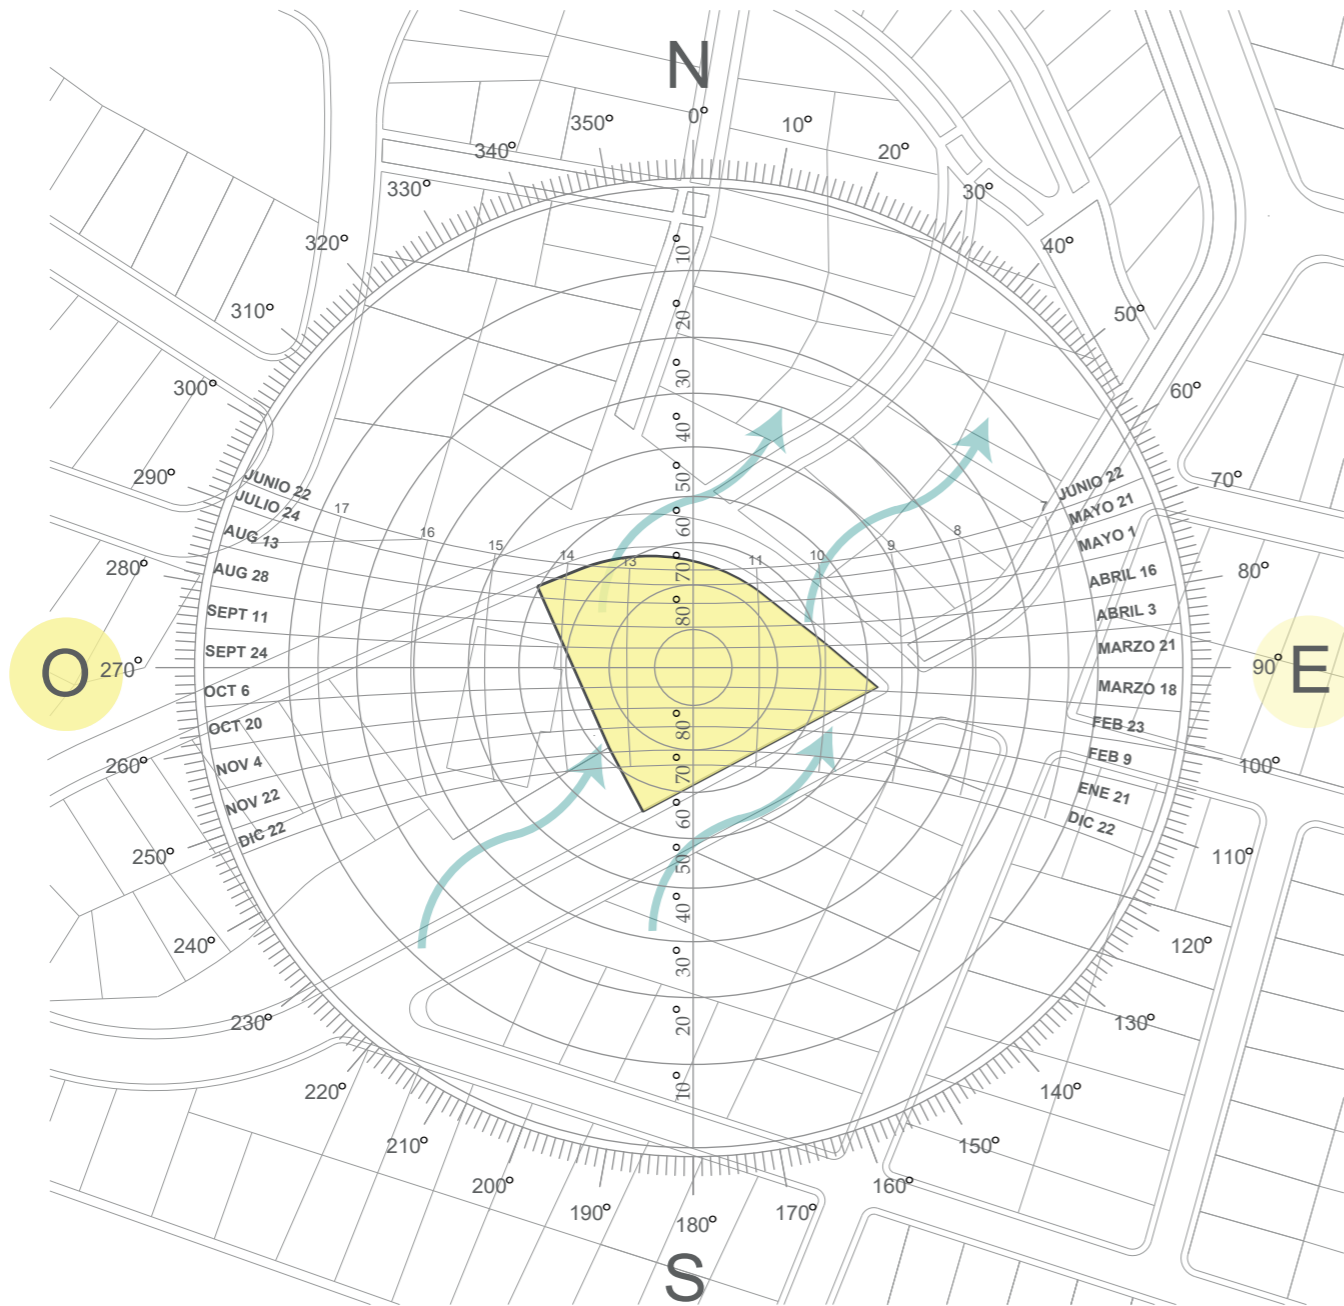 N
0°
350°
10°
340°
20°
330°
30°
320°
40°
310°
50°
300°
60°
290°
70°
280°
80°
O
270°
90°
E
260°
100°
250°
110°
240°
120°
230°
130°
220°
140°
210°
150°
200°
160°
190°
170°
180°
S
10°
20°
30°
40°
50°
60°
70°
80°
80°
70°
60°
50°
40°
30°
20°
10°
17
16
15
14
13
11
10
9
8
7
JUNIO 22
JULIO 24
AUG 13
AUG 28
SEPT 11
SEPT 24
OCT 6
OCT 20
NOV 4
NOV 22
DIC 22
JUNIO 22
MAYO 21
MAYO 1
ABRIL 16
ABRIL 3
MARZO 21
MARZO 18
FEB 23
FEB 9
ENE 21
DIC 22